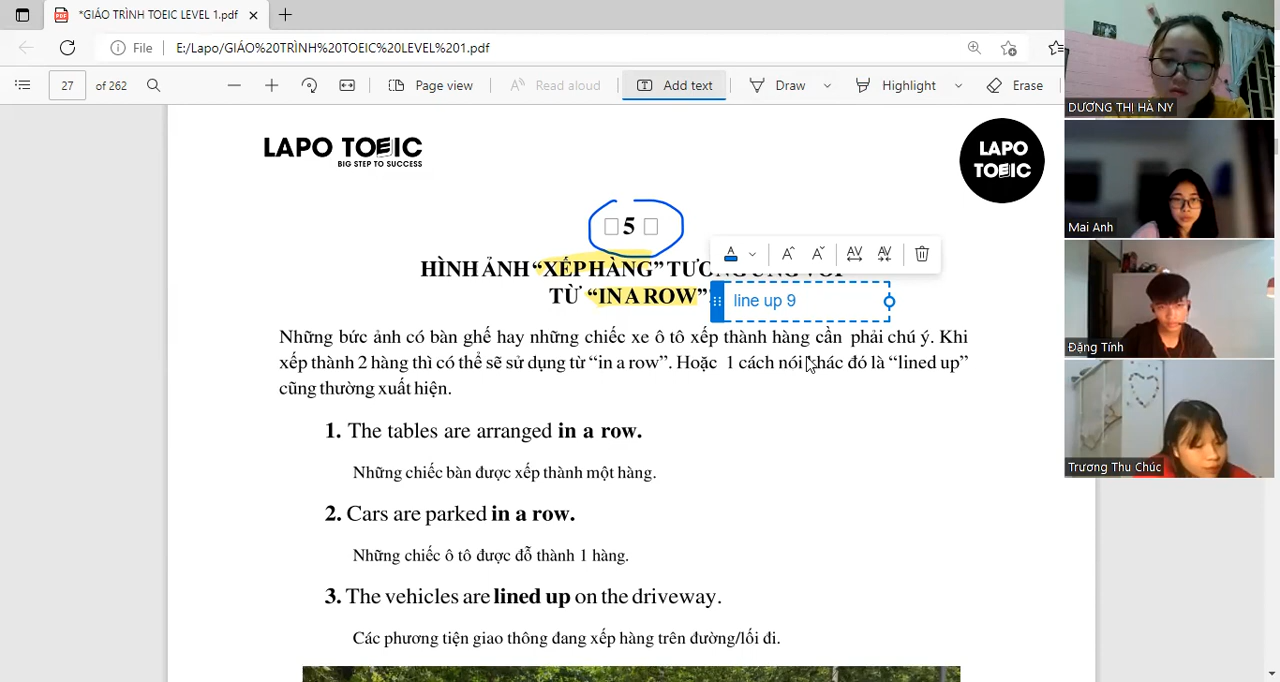 *GIÁO TRÌNH TOEIC LEVEL 1.pdf
File
E:/Lapo/GIÁO%20TRÌNH%20TOEIC%20LEVEL%201.pdf
27 of 262
Page view
Read aloud
Add text
Draw
Highlight
Erase
DƯƠNG THỊ HÀ NY
Mai Anh
Đặng Tính
Trương Thu Chúc
LAPO TOEIC
BIG STEP TO SUCCESS
LAPO
TOEIC
5
HÌNH ẢNH “XẾP HÀNG” TƯƠNG ỨNG VỚI
TỪ “IN A ROW”
line up 9
Những bức ảnh có bàn ghế hay những chiếc xe ô tô xếp thành hàng cần phải chú ý. Khi
xếp thành 2 hàng thì có thể sẽ sử dụng từ “in a row”. Hoặc 1 cách nói khác đó là “lined up”
cũng thường xuất hiện.
1. The tables are arranged in a row.
Những chiếc bàn được xếp thành một hàng.
2. Cars are parked in a row.
Những chiếc ô tô được đỗ thành 1 hàng.
3. The vehicles are lined up on the driveway.
Các phương tiện giao thông đang xếp hàng trên đường/lối đi.